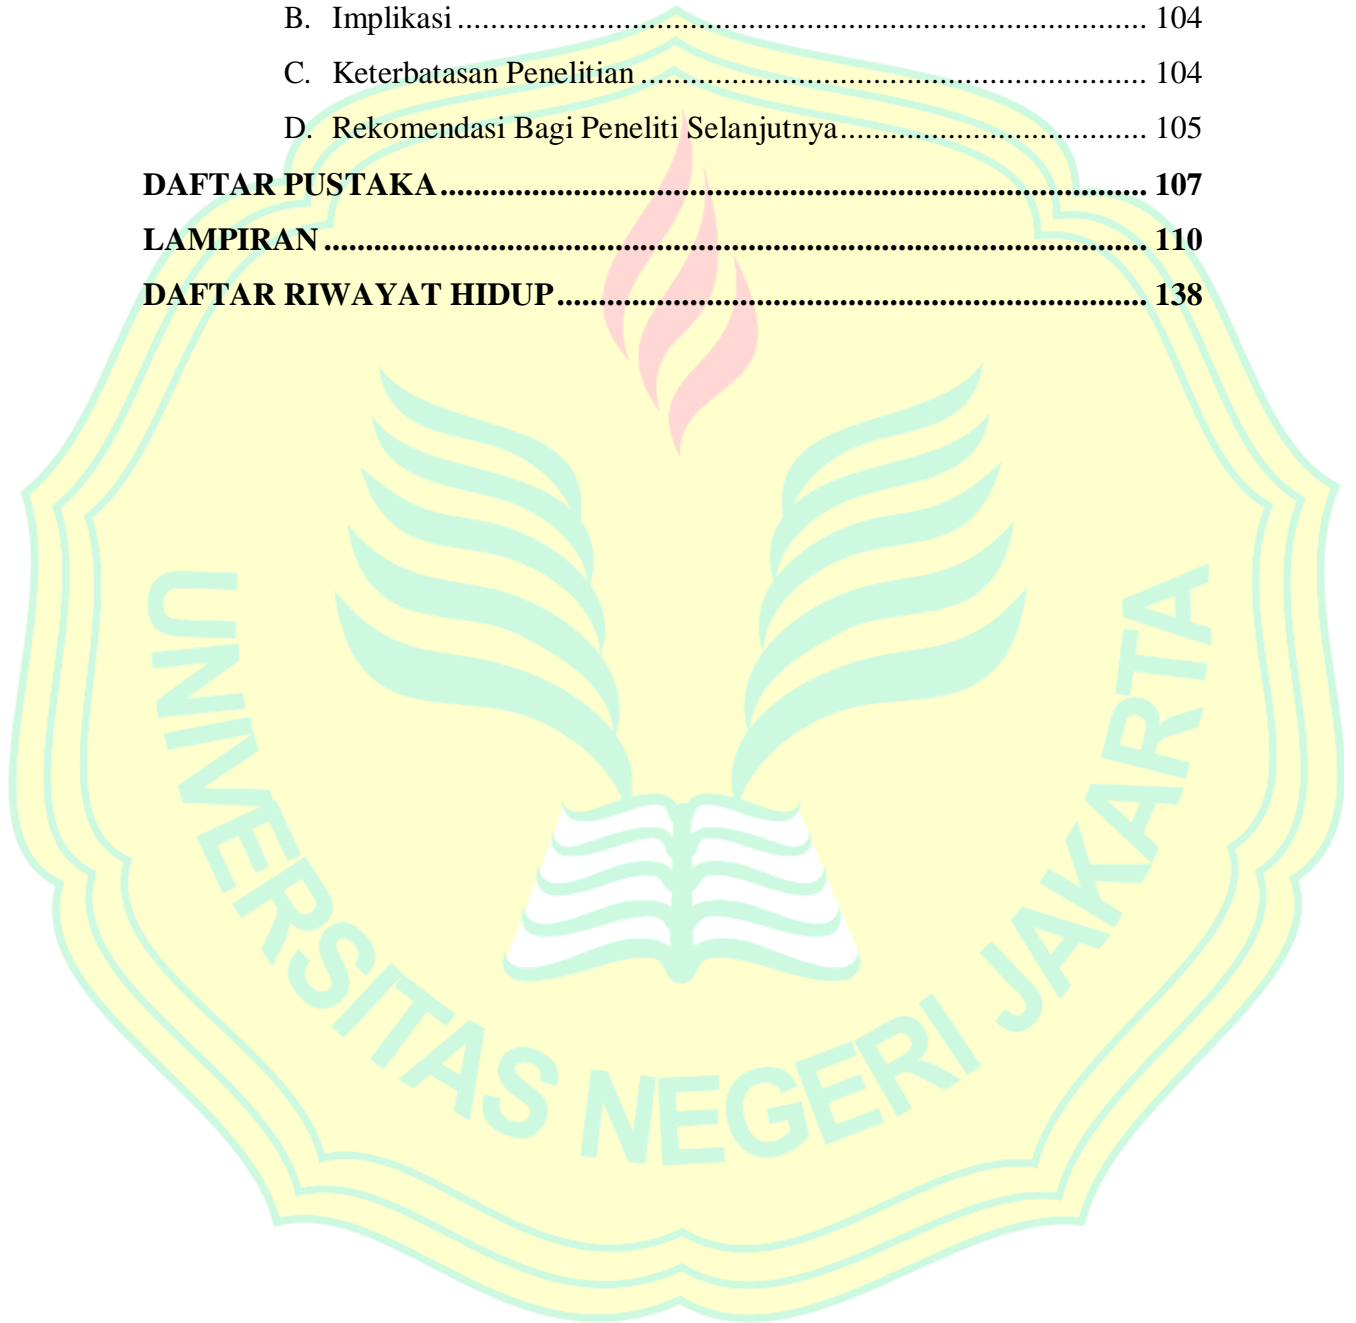 B. Implikasi ........................................................................................ 104
C. Keterbatasan Penelitian ................................................................ 104
D. Rekomendasi Bagi Peneliti Selanjutnya....................................... 105
DAFTAR PUSTAKA......................................................................................... 107
LAMPIRAN ........................................................................................................ 110
DAFTAR RIWAYAT HIDUP.......................................................................... 138
UNIVERSITAS NEGERI JAKARTA